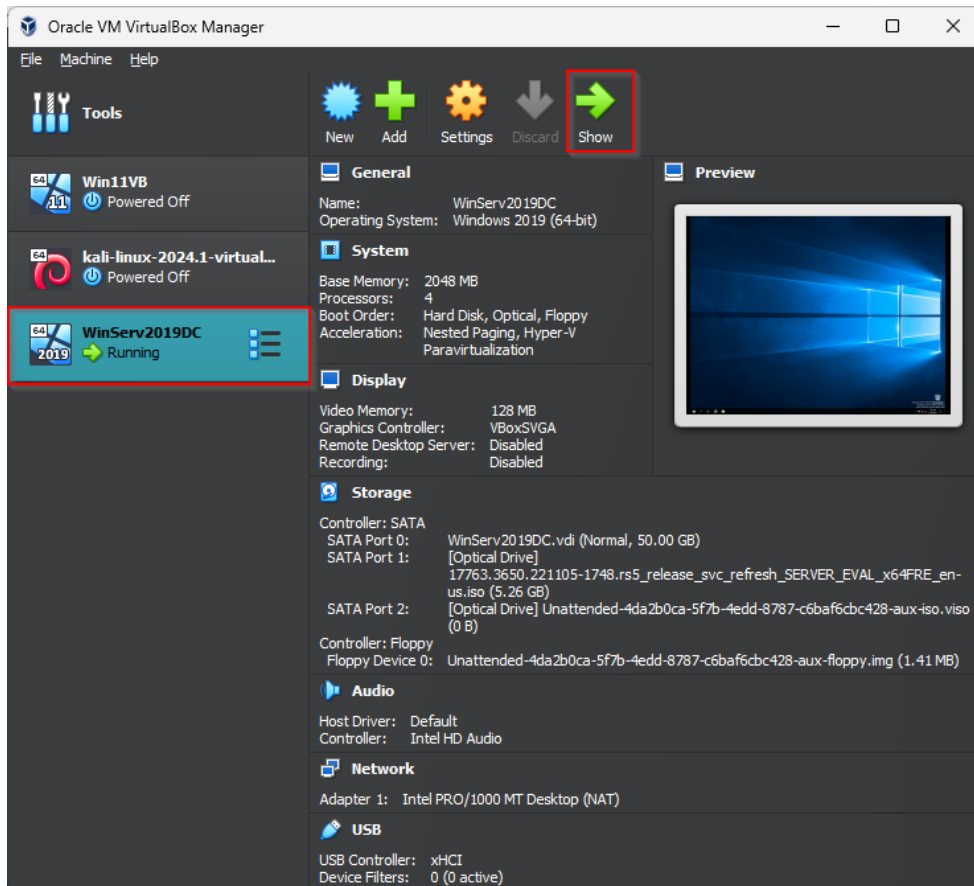 Oracle VM VirtualBox Manager
File Machine Help
Tools
New Add Settings Discard Show
64
11
Win11VB
Powered Off
64
kali-linux-2024.1-virtual...
Powered Off
64
2019
WinServ2019DC
Running
General
Name: WinServ2019DC
Operating System: Windows 2019 (64-bit)
System
Base Memory: 2048 MB
Processors: 4
Boot Order: Hard Disk, Optical, Floppy
Acceleration: Nested Paging, Hyper-V
Paravirtualization
Display
Video Memory: 128 MB
Graphics Controller: VBoxSVGA
Remote Desktop Server: Disabled
Recording: Disabled
Preview
Storage
Controller: SATA
SATA Port 0: WinServ2019DC.vdi (Normal, 50.00 GB)
SATA Port 1: [Optical Drive]
17763.3650.221105-1748.rs5_release_svc_refresh_SERVER_EVAL_x64FRE_en-
us.iso (5.26 GB)
SATA Port 2: [Optical Drive] Unattended-4da2b0ca-5f7b-4edd-8787-c6baf6cbc428-aux-iso.viso
(0 B)
Controller: Floppy
Floppy Device 0: Unattended-4da2b0ca-5f7b-4edd-8787-c6baf6cbc428-aux-floppy.img (1.41 MB)
Audio
Host Driver: Default
Controller: Intel HD Audio
Network
Adapter 1: Intel PRO/1000 MT Desktop (NAT)
USB
USB Controller: xHCI
Device Filters: 0 (0 active)